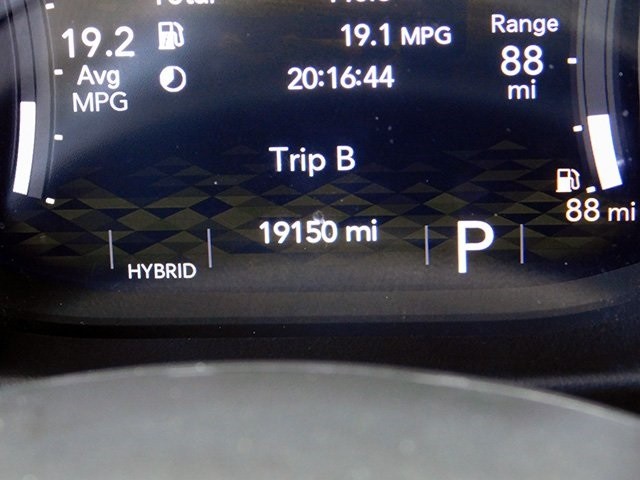 Total
19.2
Avg
MPG
19.1 MPG
20:16:44
Range
88
mi
Trip B
88 mi
19150 mi
HYBRID
P